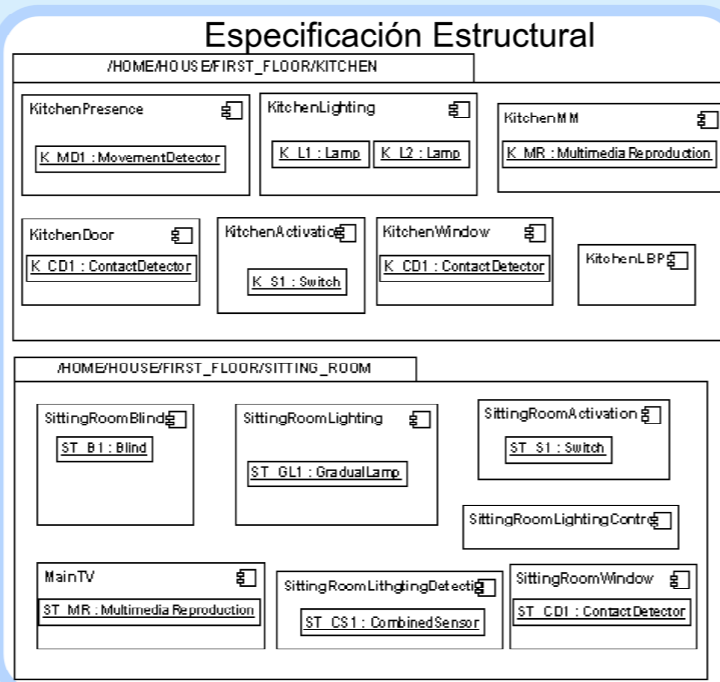 Especificación Estructural
/HOME/HOUSE/FIRST_FLOOR/KITCHEN
KitchenPresence
K_MD1 : MovementDetector
KitchenLighting
K_L1 : Lamp
K_L2 : Lamp
KitchenMM
K_MR : Multimedia Reproduction
KitchenDoor
K_CD1 : ContactDetector
KitchenActivatio
K_S1 : Switch
KitchenWindow
K_CD1 : ContactDetector
KitchenLBP
/HOME/HOUSE/FIRST_FLOOR/SITTING_ROOM
SittingRoomBlind
ST_B1 : Blind
SittingRoomLighting
ST_GL1 : GradualLamp
SittingRoomActivation
ST_S1 : Switch
SittingRoomLightingContro
MainTV
ST_MR : Multimedia Reproduction
SittingRoomLithgtingDetectio
ST_CS1 : CombinedSensor
SittingRoomWindow
ST_CD1 : ContactDetector